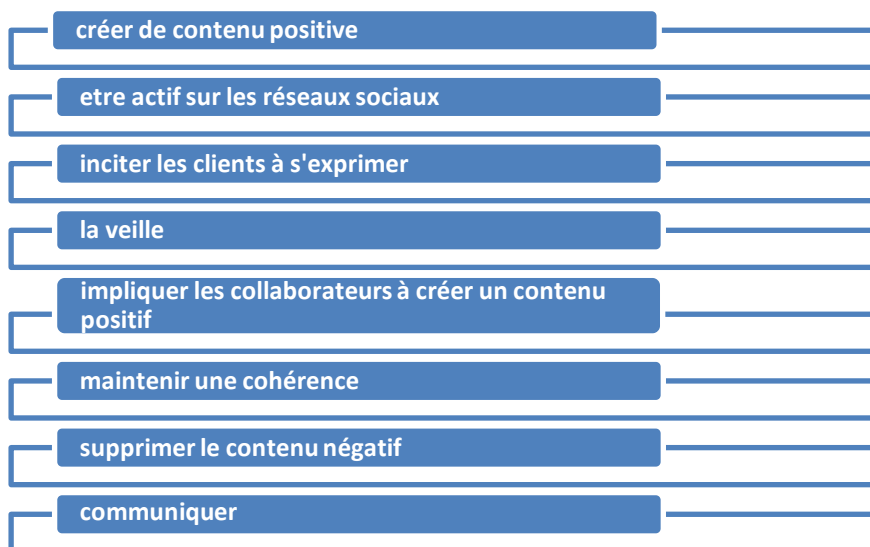 créer de contenu positive
etre actif sur les réseaux sociaux
inciter les clients à s'exprimer
la veille
impliquer les collaborateurs à créer un contenu
positif
maintenir une cohérence
supprimer le contenu négatif
communiquer